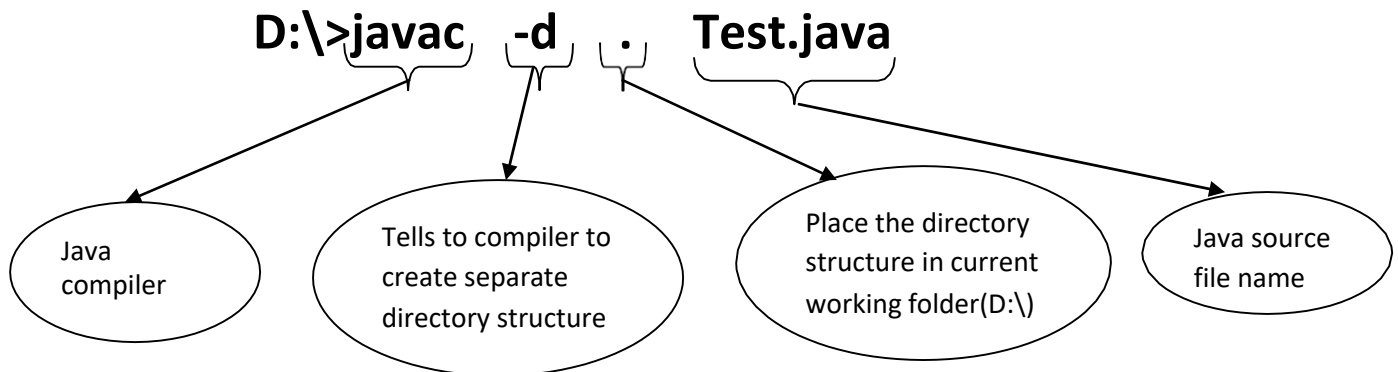 D:\>javac -d . Test.java
Java
compiler
Tells to compiler to
create separate
directory structure
Place the directory
structure in current
working folder(D:\)
Java source
file name